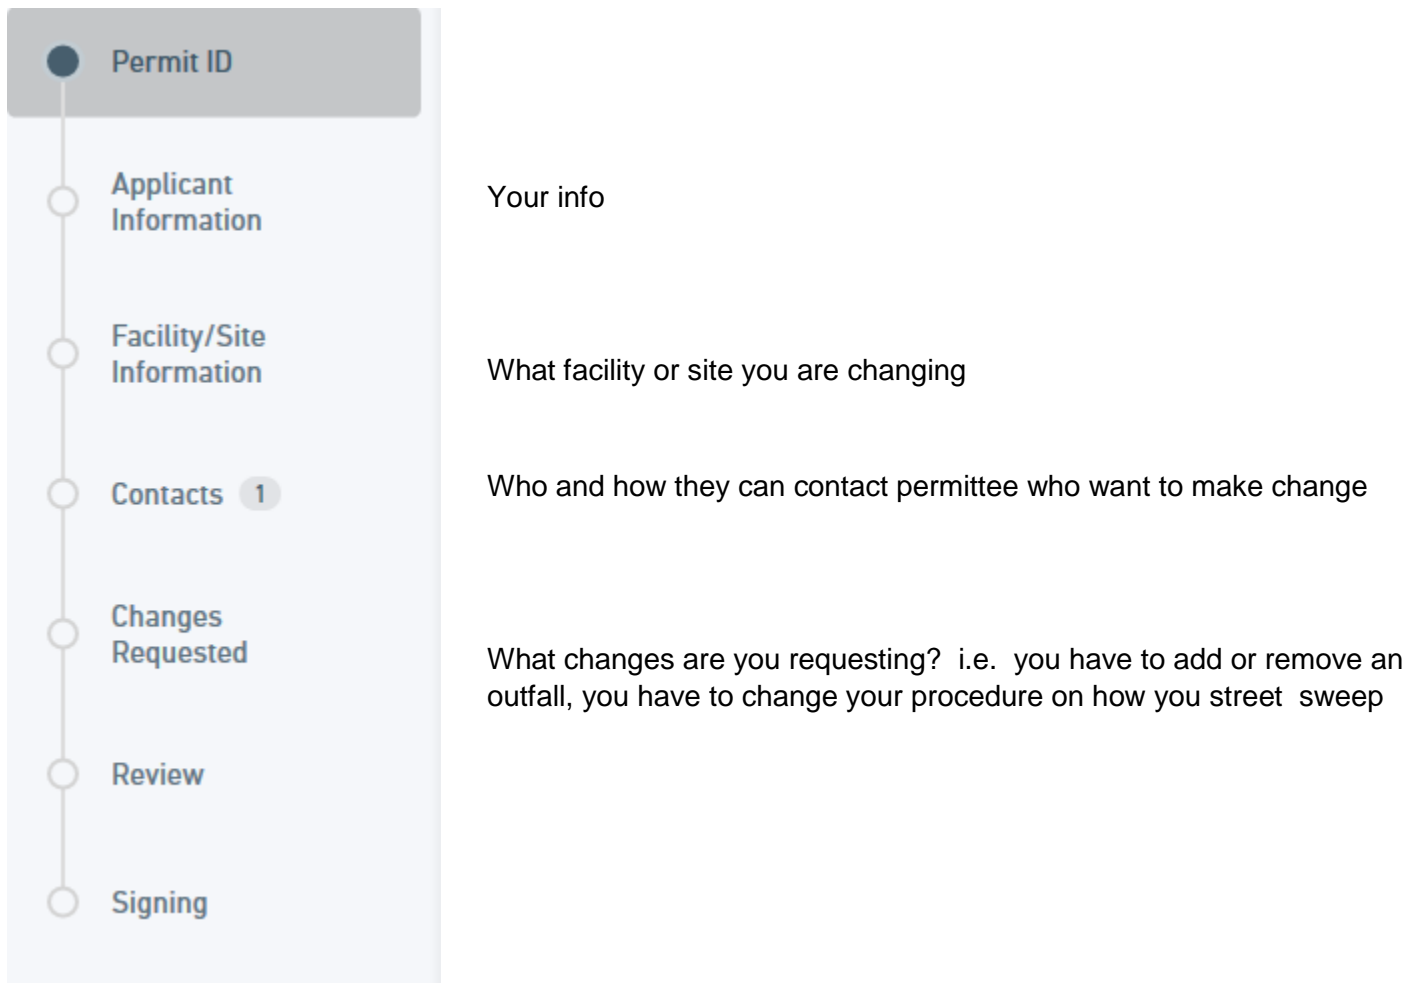 Permit ID
Applicant
Information
Your info
Facility/Site
Information
What facility or site you are changing
Contacts 1
Who and how they can contact permittee who want to make change
Changes
Requested
What changes are you requesting?  i.e.  you have to add or remove an
outfall, you have to change your procedure on how you street  sweep
Review
Signing